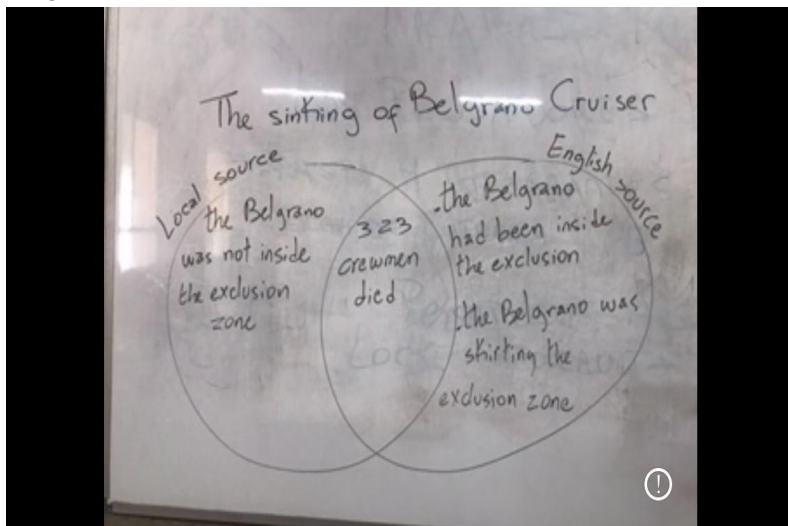 The sinking of Belgrano Cruiser
Local source
the Belgrano
was not inside
the exclusion
zone
323
crewmen
died
English source
.the Belgrano
had been inside
the exclusion
.the Belgrano was
skirting the
exclusion zone